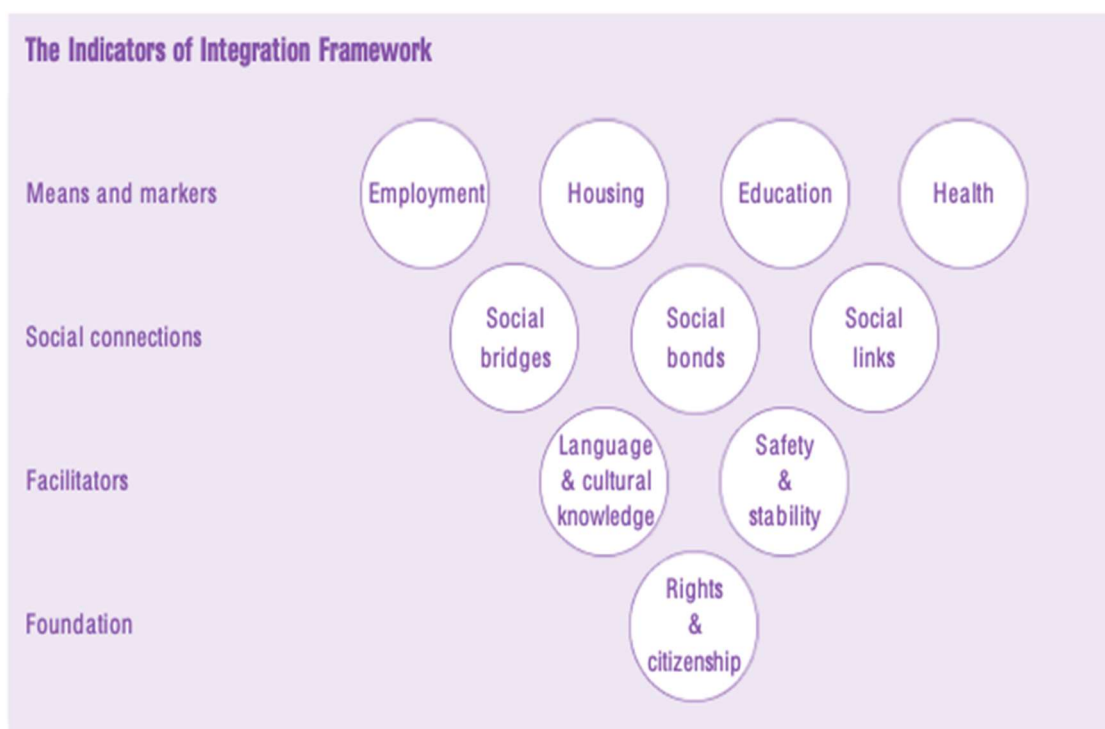 The Indicators of Integration Framework
Means and markers
Employment
Housing
Education
Health
Social connections
Social
bridges
Social
bonds
Social
links
Facilitators
Language
& cultural
knowledge
Safety
&
stability
Foundation
Rights
&
citizenship